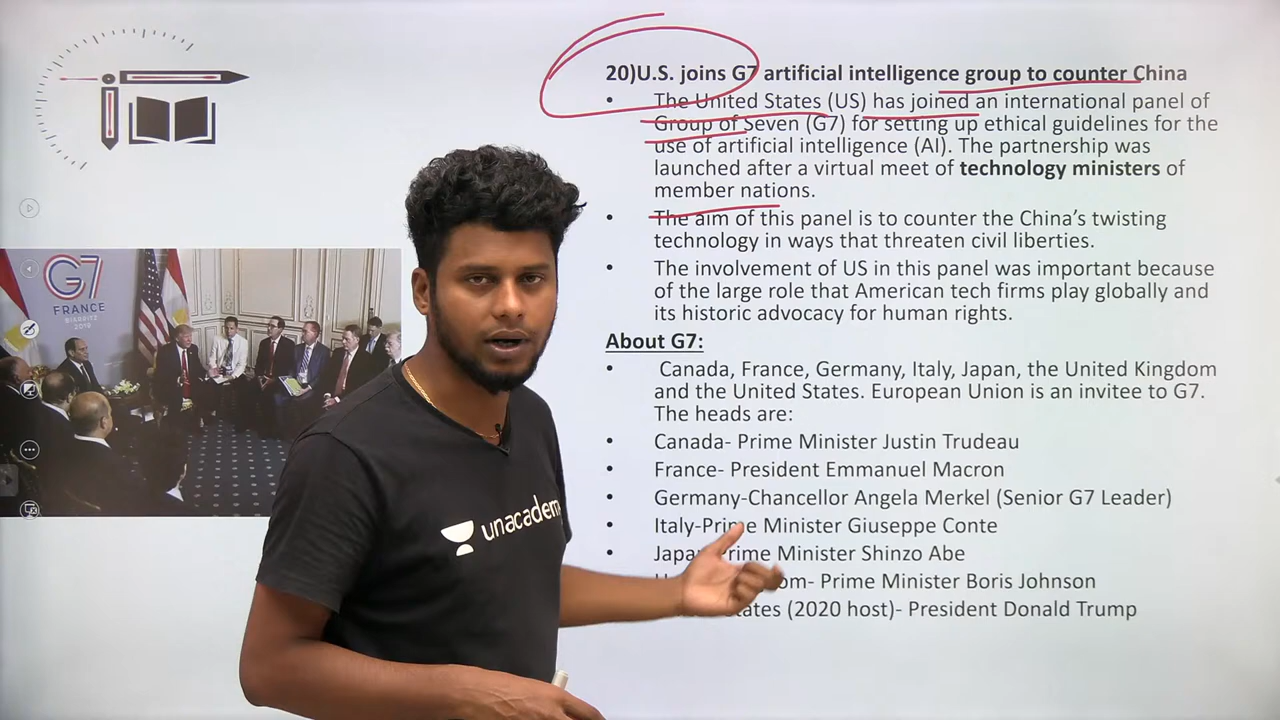 20)U.S. joins G7 artificial intelligence group to counter China
• The United States (US) has joined an international panel of
Group of Seven (G7) for setting up ethical guidelines for the
use of artificial intelligence (AI). The partnership was
launched after a virtual meet of technology ministers of
member nations.
• The aim of this panel is to counter the China's twisting
technology in ways that threaten civil liberties.
• The involvement of US in this panel was important because
of the large role that American tech firms play globally and
its historic advocacy for human rights.
About G7:
• Canada, France, Germany, Italy, Japan, the United Kingdom
and the United States. European Union is an invitee to G7.
The heads are:
• Canada- Prime Minister Justin Trudeau
• France- President Emmanuel Macron
• Germany-Chancellor Angela Merkel (Senior G7 Leader)
• Italy-Prime Minister Giuseppe Conte
• Prime Minister Shinzo Abe
• Prime Minister Boris Johnson
(2020 host)- President Donald Trump
G7
FRANCE
BIARRITZ
2019
unacadem